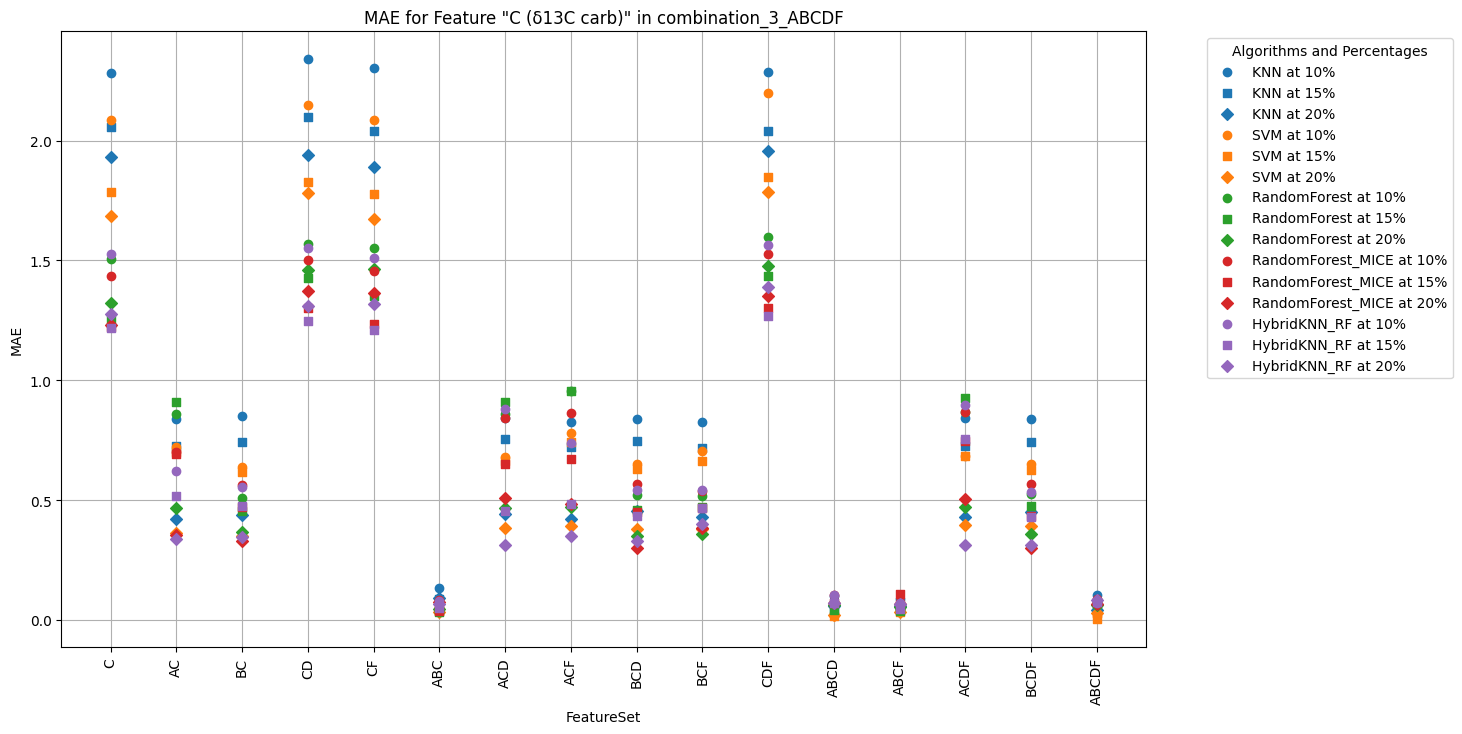 MAE for Feature "C (δ13C carb)" in combination_3_ABCDF
MAE
2.0
1.5
1.0
0.5
0.0
C
AC
BC
CD
CF
ABC
ACD
ACF
BCD
BCF
CDF
ABCD
ABCF
ACDF
BCDF
ABCDF
FeatureSet
Algorithms and Percentages
KNN at 10%
KNN at 15%
KNN at 20%
SVM at 10%
SVM at 15%
SVM at 20%
RandomForest at 10%
RandomForest at 15%
RandomForest at 20%
RandomForest_MICE at 10%
RandomForest_MICE at 15%
RandomForest_MICE at 20%
HybridKNN_RF at 10%
HybridKNN_RF at 15%
HybridKNN_RF at 20%